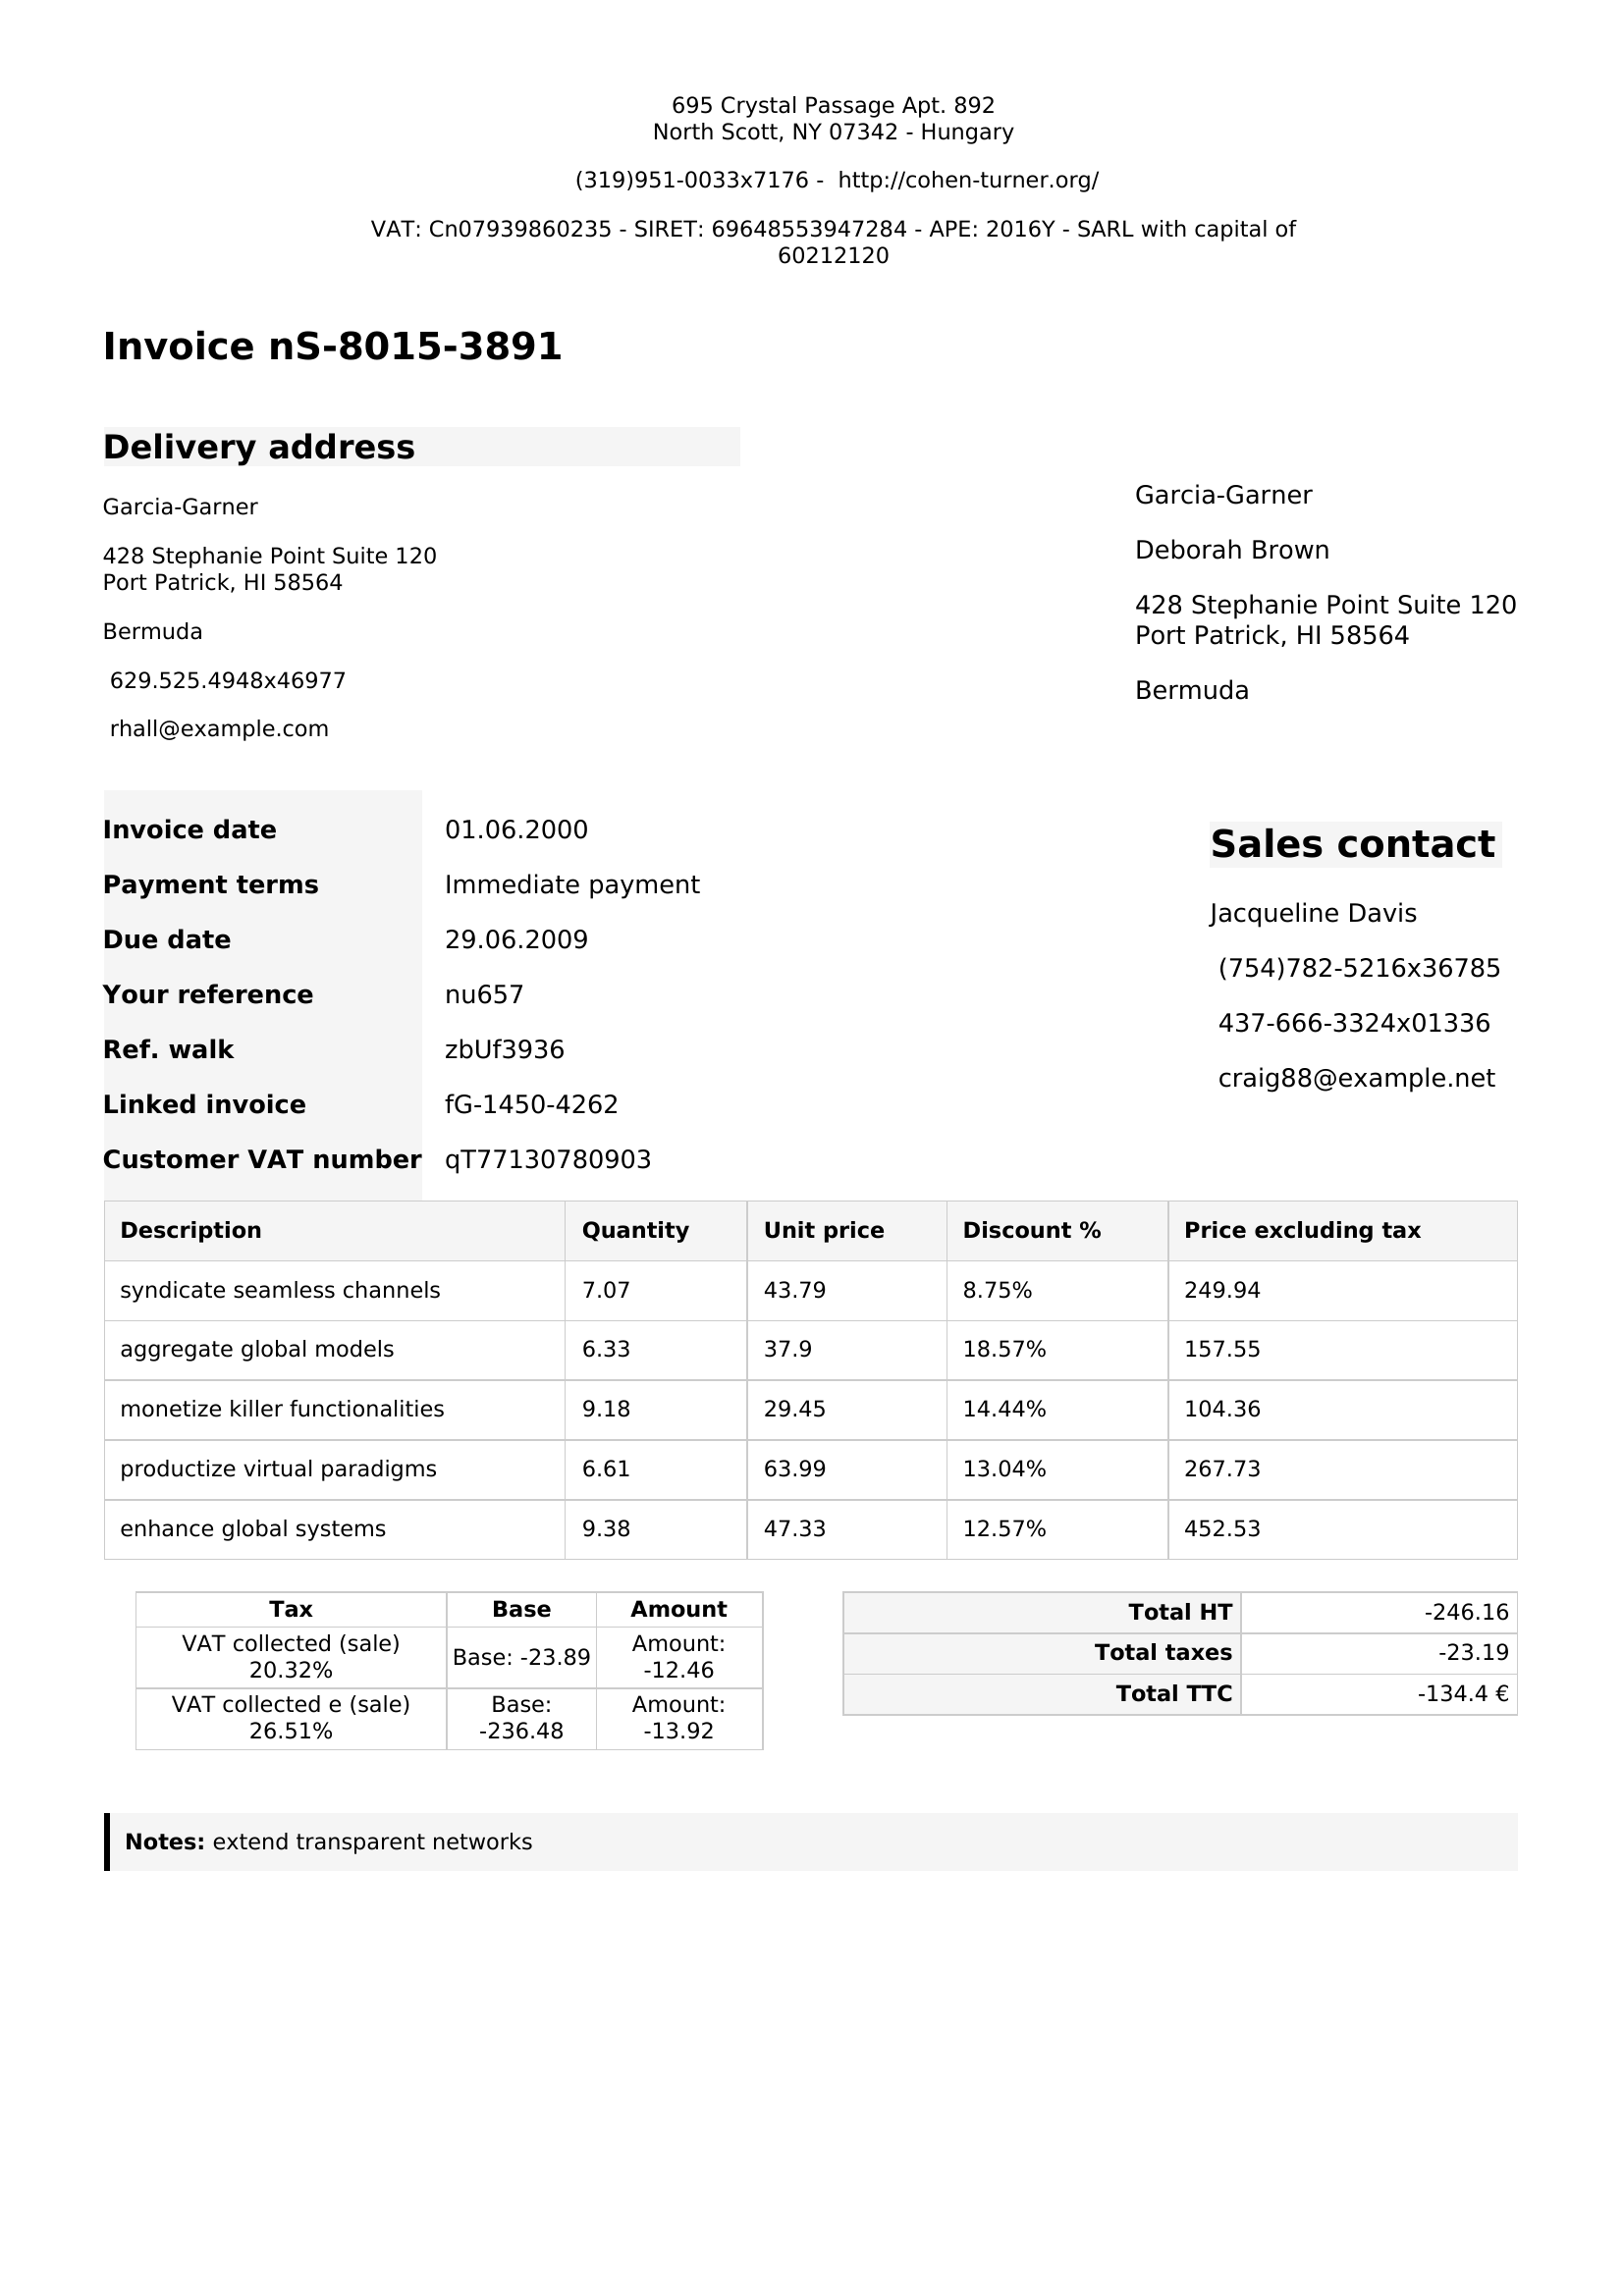 695 Crystal Passage Apt. 892
North Scott, NY 07342 - Hungary
(319)951-0033x7176 -  http://cohen-turner.org/
VAT: Cn07939860235 - SIRET: 69648553947284 - APE: 2016Y - SARL with capital of
60212120
Invoice nS-8015-3891
Delivery address
Garcia-Garner
428 Stephanie Point Suite 120
Port Patrick, HI 58564
Bermuda
629.525.4948x46977
rhall@example.com
Garcia-Garner
Deborah Brown
428 Stephanie Point Suite 120
Port Patrick, HI 58564
Bermuda
Invoice date 01.06.2000
Payment terms Immediate payment
Due date 29.06.2009
Your reference nu657
Ref. walk zbUf3936
Linked invoice fG-1450-4262
Customer VAT number qT77130780903
Sales contact
Jacqueline Davis
(754)782-5216x36785
437-666-3324x01336
craig88@example.net
Description Quantity Unit price Discount % Price excluding tax
syndicate seamless channels 7.07 43.79 8.75% 249.94
aggregate global models 6.33 37.9 18.57% 157.55
monetize killer functionalities 9.18 29.45 14.44% 104.36
productize virtual paradigms 6.61 63.99 13.04% 267.73
enhance global systems 9.38 47.33 12.57% 452.53
Tax Base Amount
VAT collected (sale) 20.32% Base: -23.89 Amount: -12.46
VAT collected e (sale) 26.51% Base: -236.48 Amount: -13.92
Total HT -246.16
Total taxes -23.19
Total TTC -134.4 €
Notes: extend transparent networks